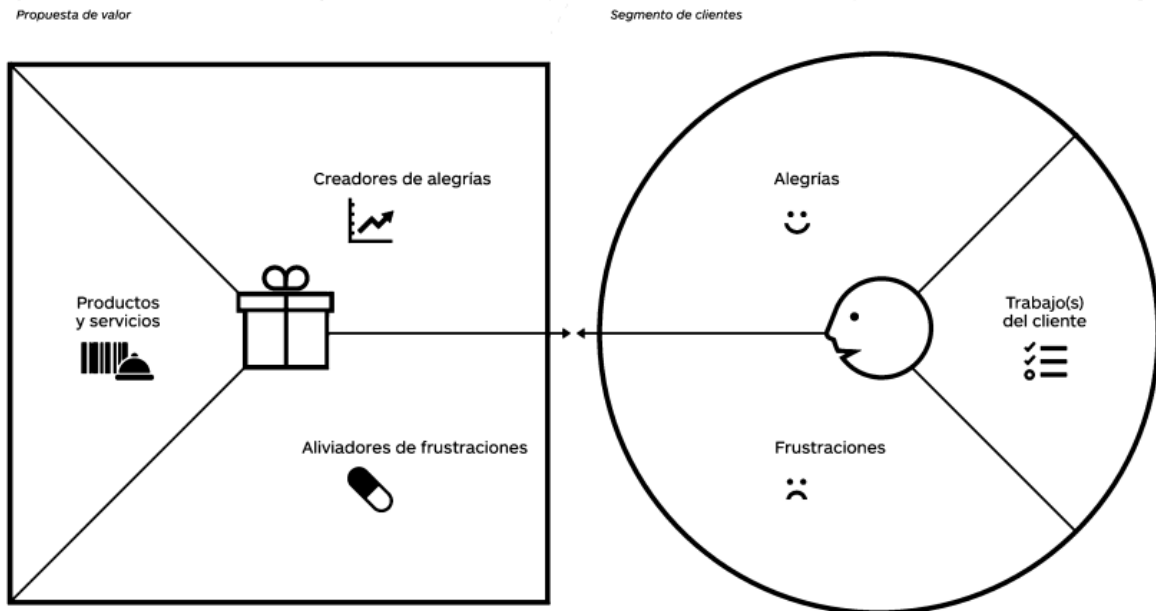 Propuesta de valor
Segmento de clientes
Creadores de alegrías
Productos
y servicios
Aliviadores de frustraciones
Alegrías
Trabajo(s)
del cliente
Frustraciones